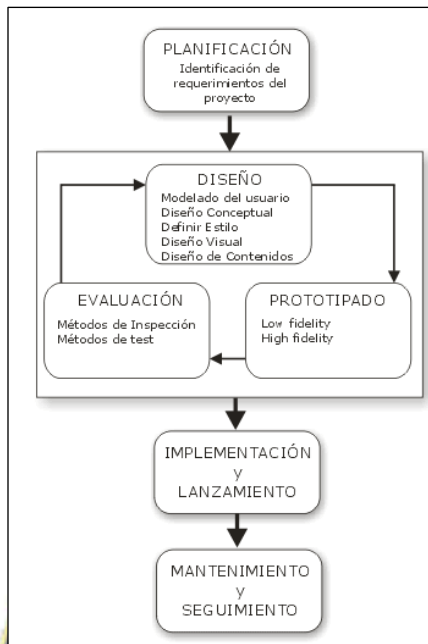 PLANIFICACIÓN
Identificación de
requerimientos del
proyecto
DISEÑO
Modelado del usuario
Diseño Conceptual
Definir Estilo
Diseño Visual
Diseño de Contenidos
EVALUACIÓN
Métodos de Inspección
Métodos de test
PROTOTIPADO
Low fidelity
High fidelity
IMPLEMENTACIÓN
y
LANZAMIENTO
MANTENIMIENTO
y
SEGUIMIENTO